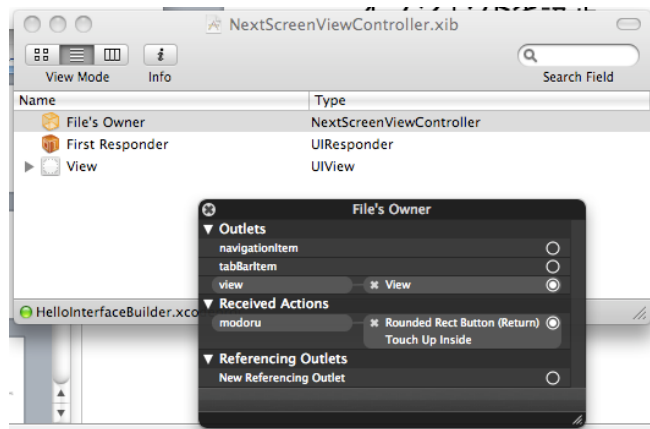 NextScreenViewController.xib
View Mode Info Search Field
Name Type
File's Owner NextScreenViewController
First Responder UIResponder
View UIView
File's Owner
Outlets
navigationItem
tabBarItem
view View
HelloInterfaceBuilder.xco
Received Actions
modoru Rounded Rect Button (Return)
Touch Up Inside
Referencing Outlets
New Referencing Outlet